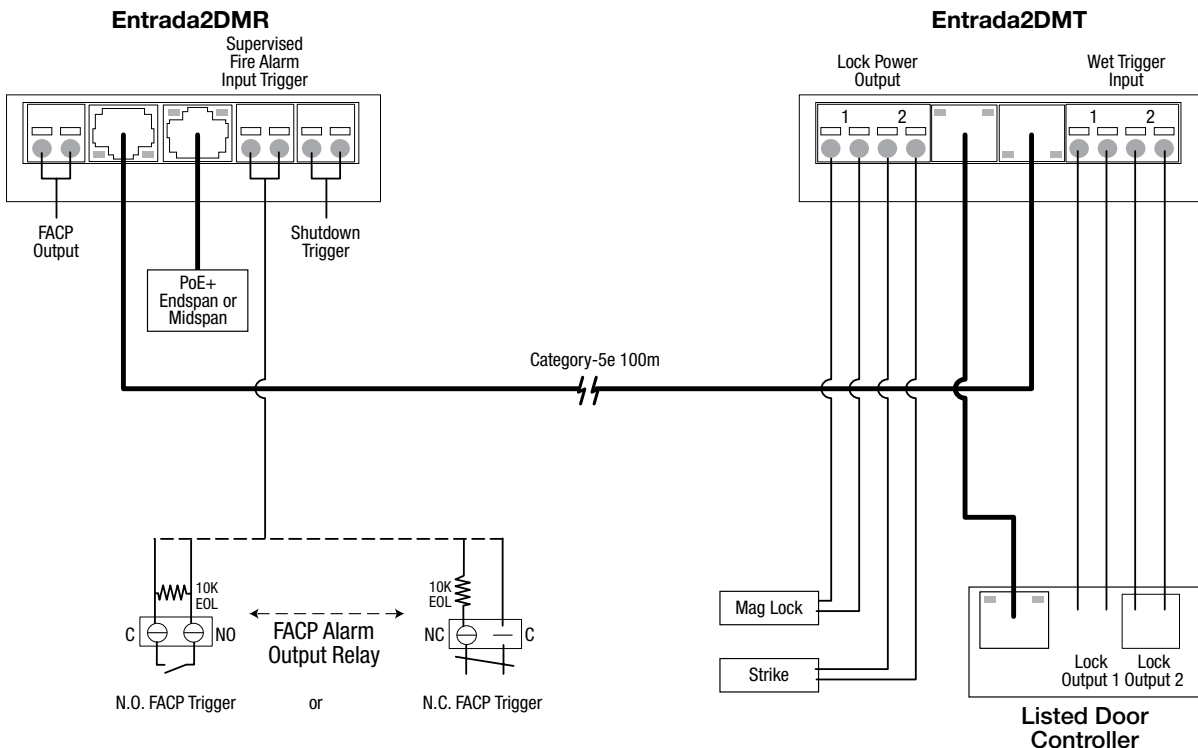 Entrada2DMR
Supervised
Fire Alarm
Input Trigger
FACP
Output
Shutdown
Trigger
PoE+
Endspan or
Midspan
Entrada2DMT
Lock Power
Output
Wet Trigger
Input
1 2
1 2
Category-5e 100m
10K
EOL
C NO
N.O. FACP Trigger
FACP Alarm
Output Relay
or
10K
EOL
NC C
N.C. FACP Trigger
Mag Lock
Strike
Lock
Output 1
Lock
Output 2
Listed Door
Controller